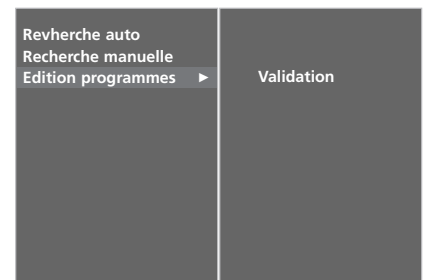 Revherche auto
Recherche manuelle
Edition programmes ►
Validation